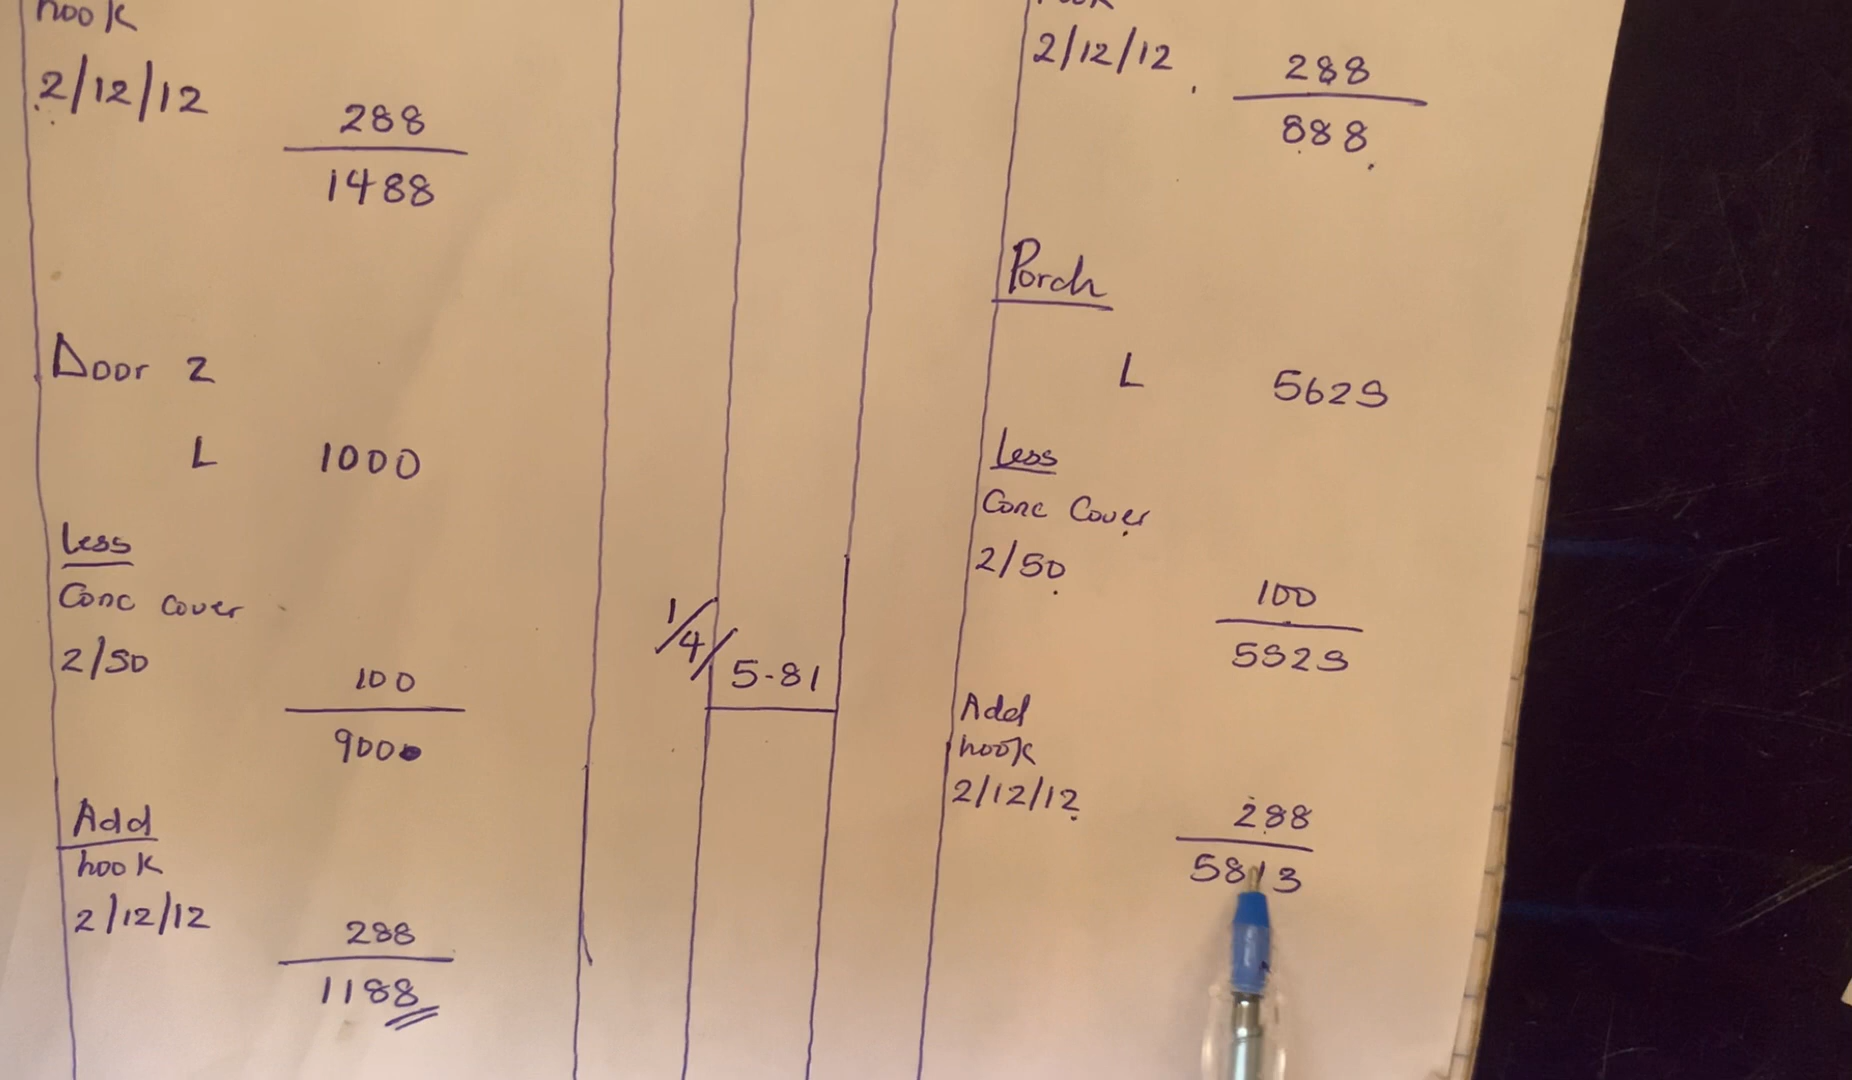 hook
2/12/12
288
1488
Door 2
L 1000
Less
Conc cover
2/50
100
900
Add
hook
2/12/12
288
1188
1/4/ 5-81
2/12/12
288
888
Porch
L 5625
Less
Conc Cover
2/50
100
5525
Add
hook
2/12/12
288
5813